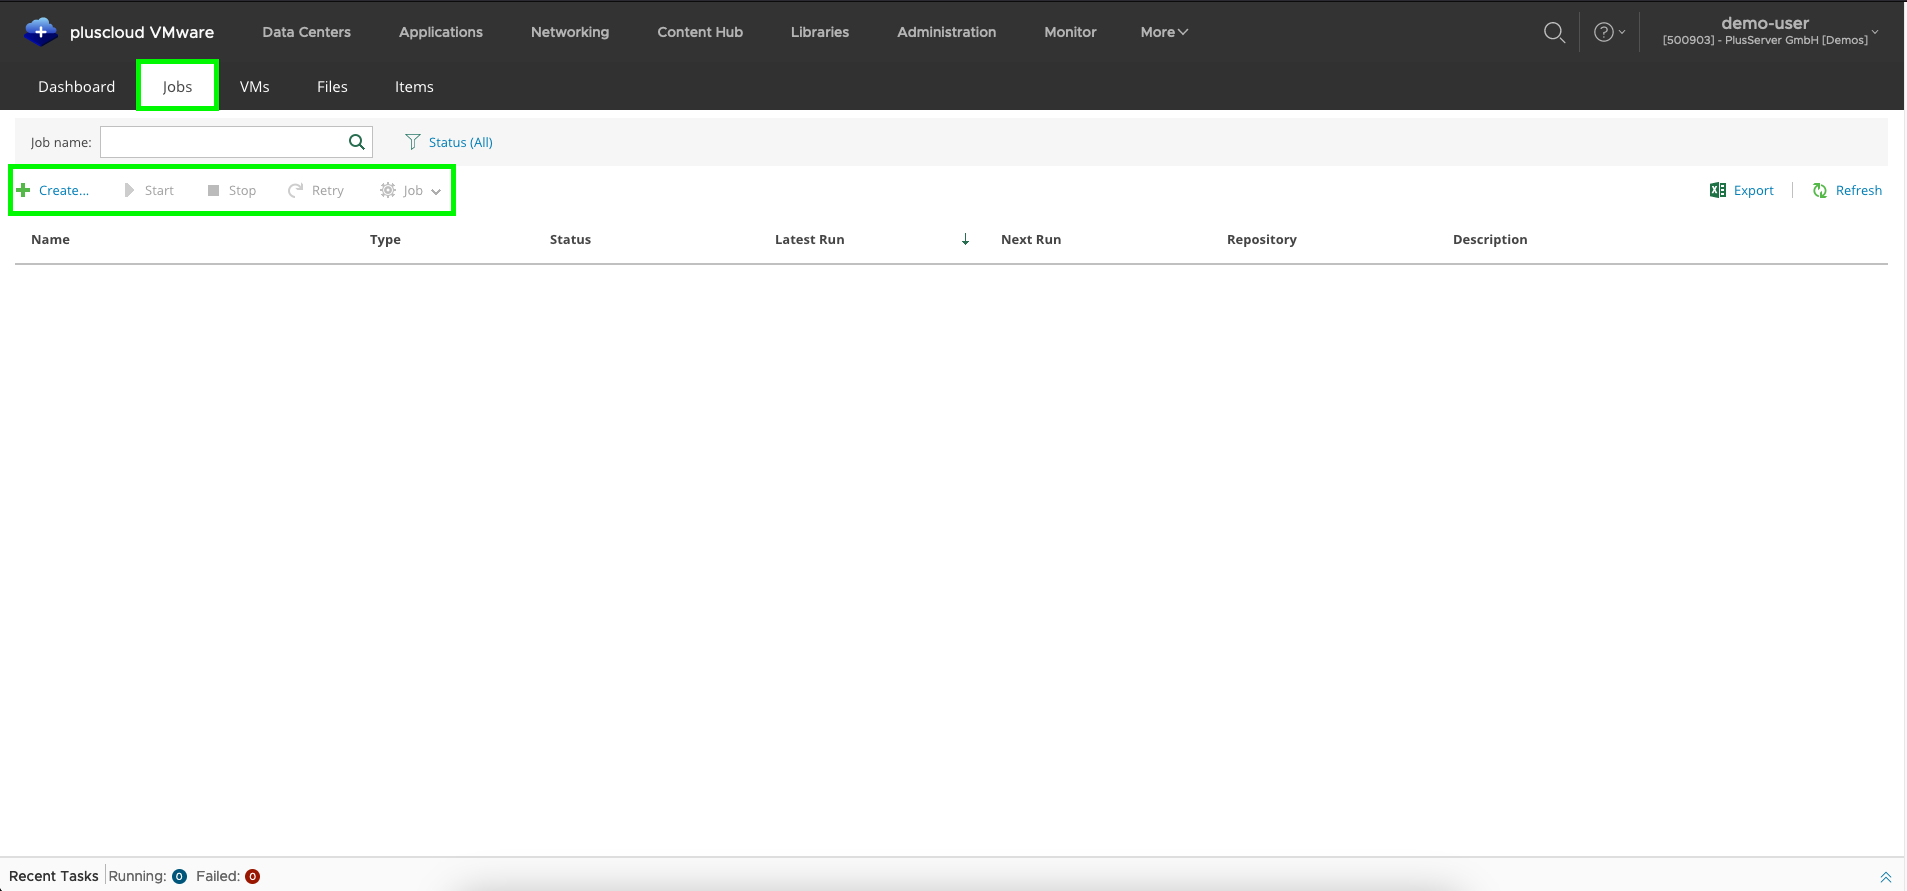 pluscloud VMware Data Centers Applications Networking Content Hub Libraries Administration Monitor More demo-user
[500903] - PlusServer GmbH [Demos]
Dashboard Jobs VMs Files Items
Job name: Status (All)
Create... Start Stop Retry Job Export Refresh
Name Type Status Latest Run Next Run Repository Description
Recent Tasks Running: 0 Failed: 0